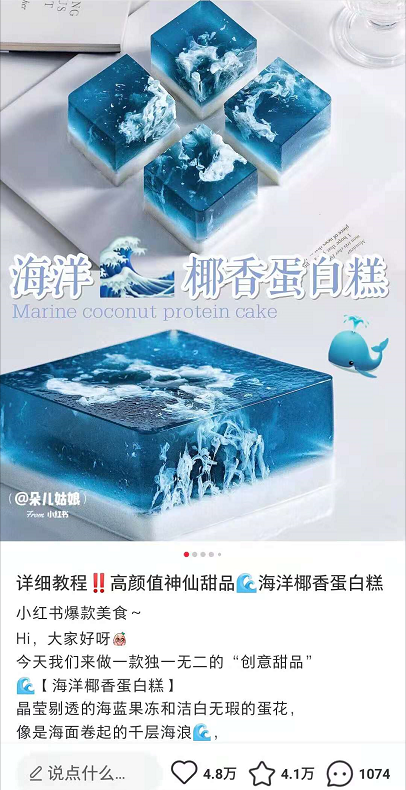 海洋🌊椰香蛋白糕
Marine coconut protein cake
(@朵儿姑娘)
From 小红书
详细教程‼️高颜值神仙甜品🌊海洋椰香蛋白糕
小红书爆款美食～
Hi，大家好呀
今天我们来做一款独一无二的“创意甜品”
🌊【海洋椰香蛋白糕】
晶莹剔透的海蓝果冻和洁白无瑕的蛋花，
像是海面卷起的千层海浪🌊，
说点什么...
4.8万
4.1万
1074